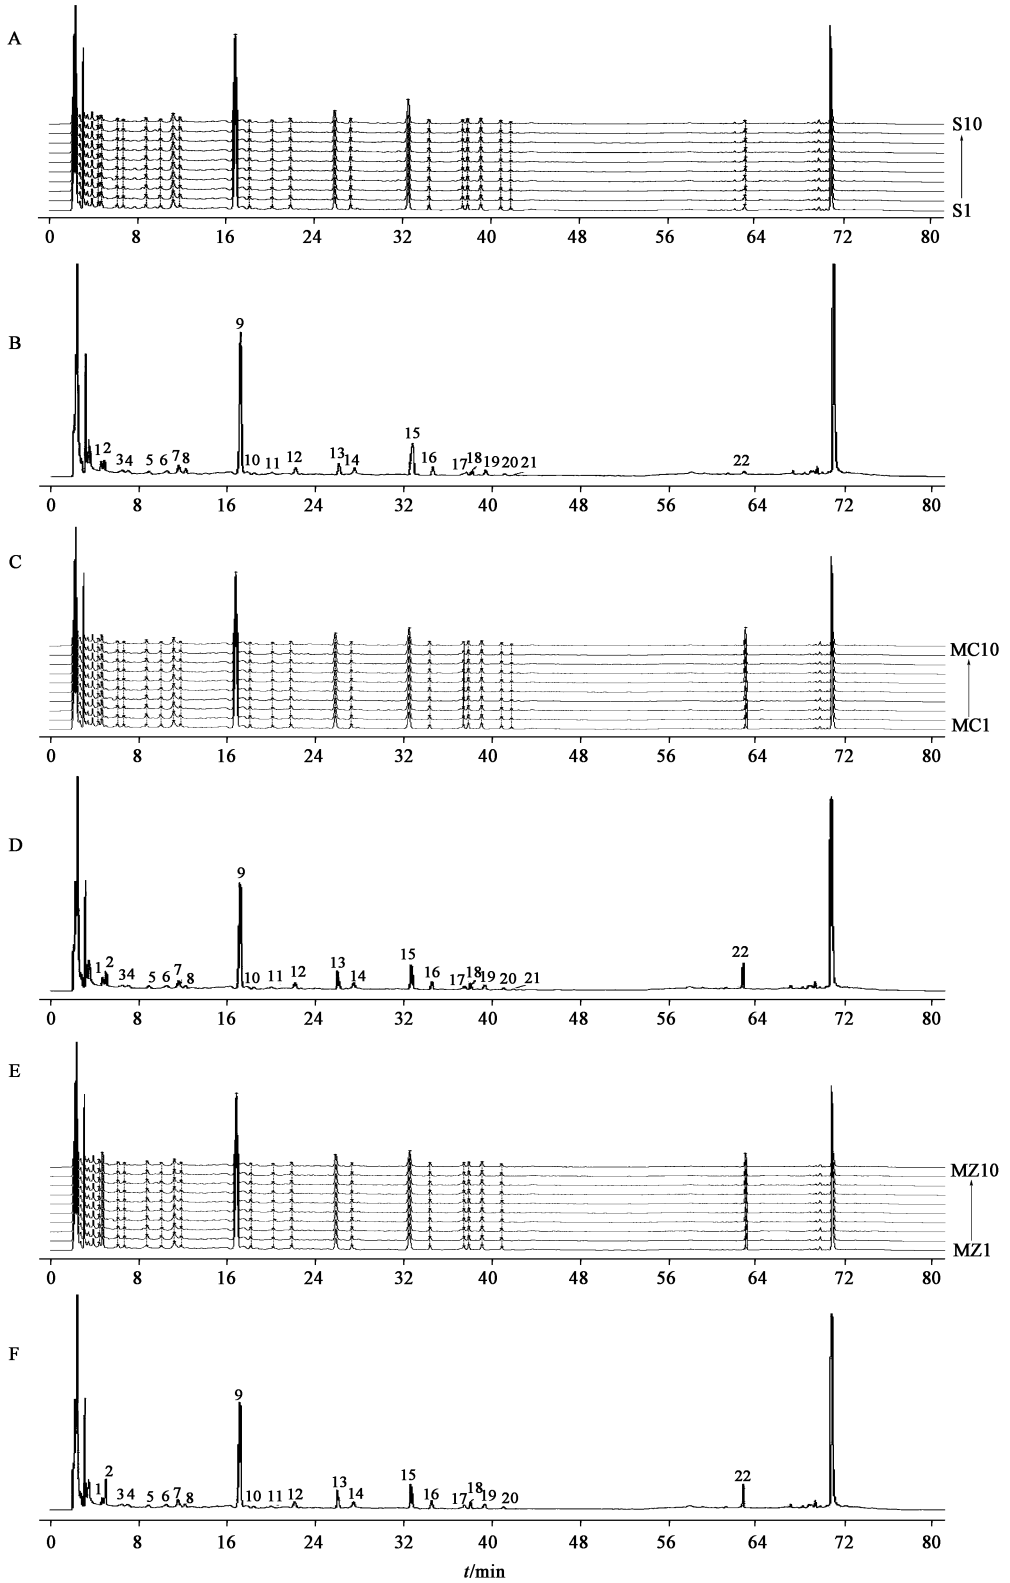 A
S10
S1
0 8 16 24 32 40 48 56 64 72 80
B
9
1 2 3 4 5 6 7 8 10 11 12 13 14 15 16 17 18 19 20 21 22
0 8 16 24 32 40 48 56 64 72 80
C
MC10
MC1
0 8 16 24 32 40 48 56 64 72 80
D
9
1 2 3 4 5 6 7 8 10 11 12 13 14 15 16 17 18 19 20 21 22
0 8 16 24 32 40 48 56 64 72 80
E
MZ10
MZ1
0 8 16 24 32 40 48 56 64 72 80
F
9
1 2 3 4 5 6 7 8 10 11 12 13 14 15 16 17 18 19 20 22
0 8 16 24 32 40 48 56 64 72 80
t/min